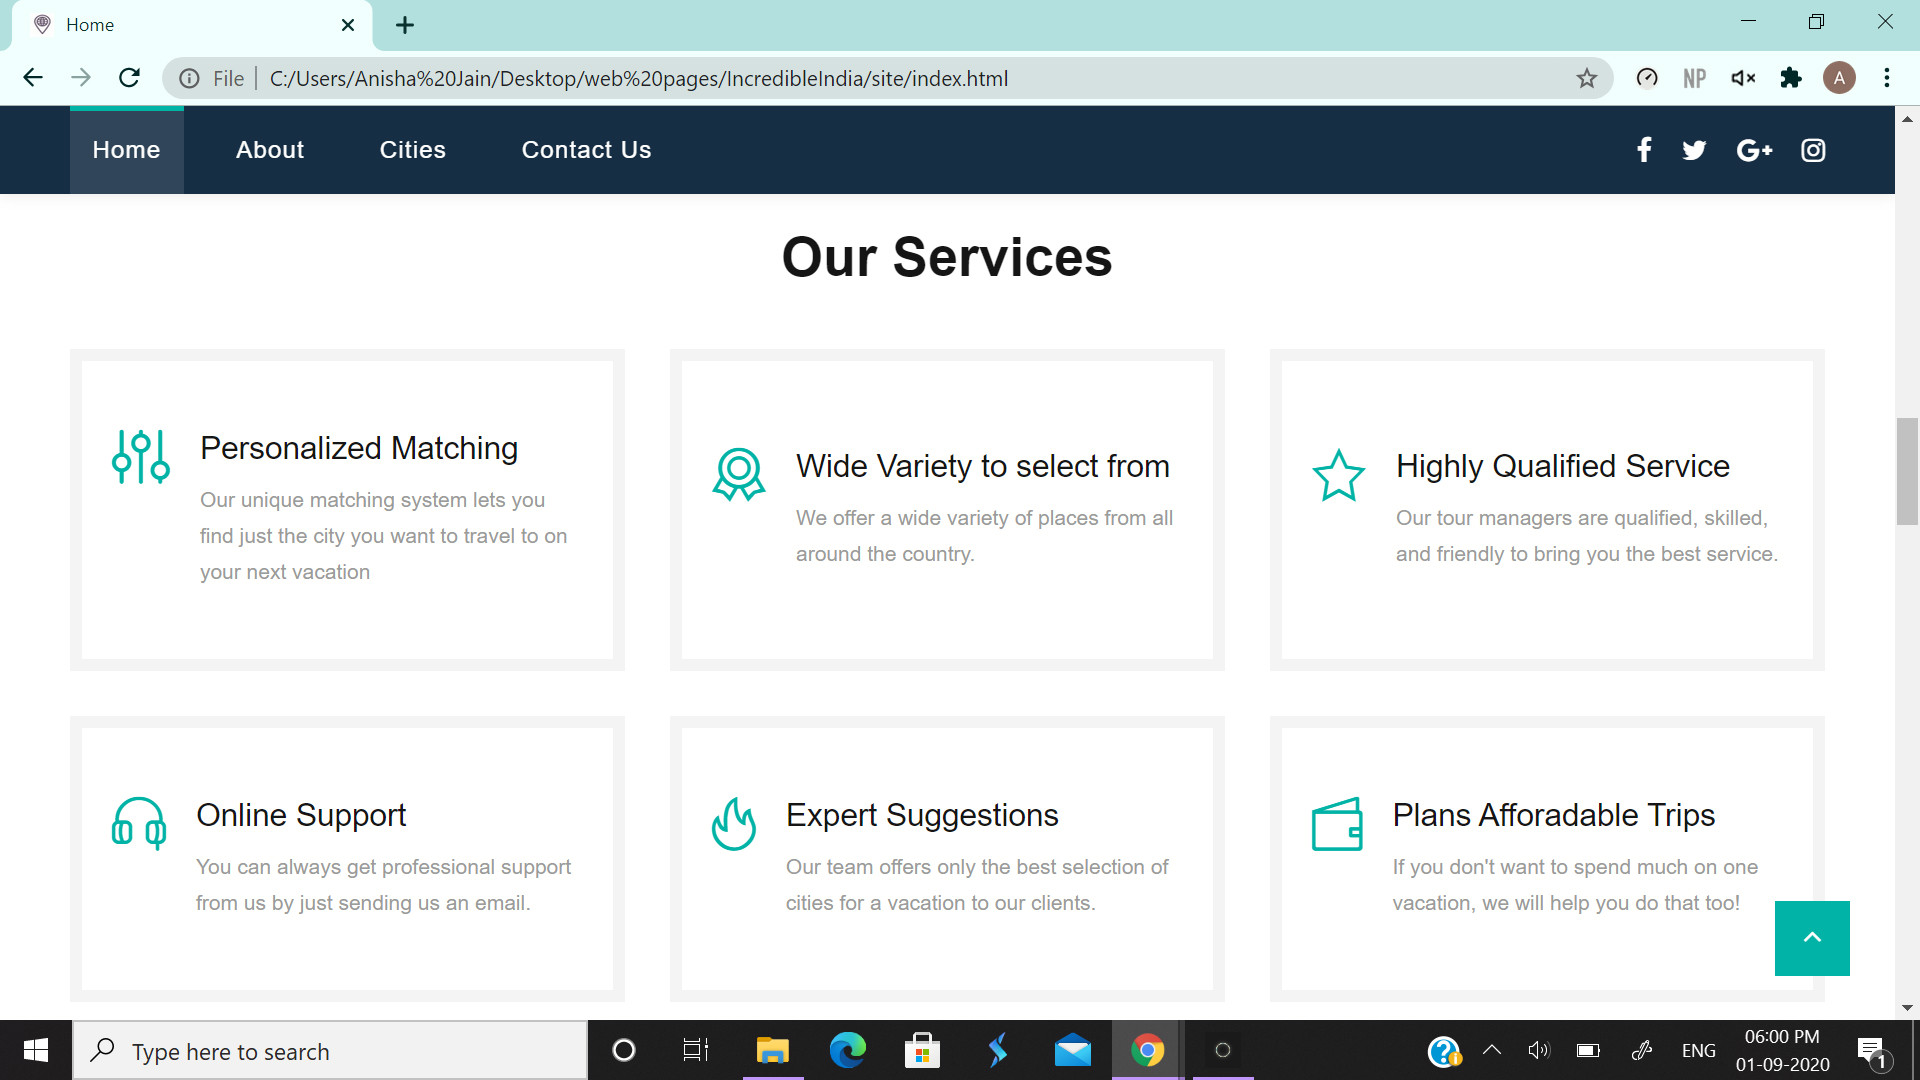 Home
File
C:/Users/Anisha%20Jain/Desktop/web%20pages/IncredibleIndia/site/index.html
NP
A
Home
About
Cities
Contact Us
G+
Our Services
Personalized Matching
Our unique matching system lets you
find just the city you want to travel to on
your next vacation
Wide Variety to select from
We offer a wide variety of places from all
around the country.
Highly Qualified Service
Our tour managers are qualified, skilled,
and friendly to bring you the best service.
Online Support
You can always get professional support
from us by just sending us an email.
Expert Suggestions
Our team offers only the best selection of
cities for a vacation to our clients.
Plans Afforadable Trips
If you don't want to spend much on one
vacation, we will help you do that too!
Type here to search
ENG
06:00 PM
01-09-2020
1